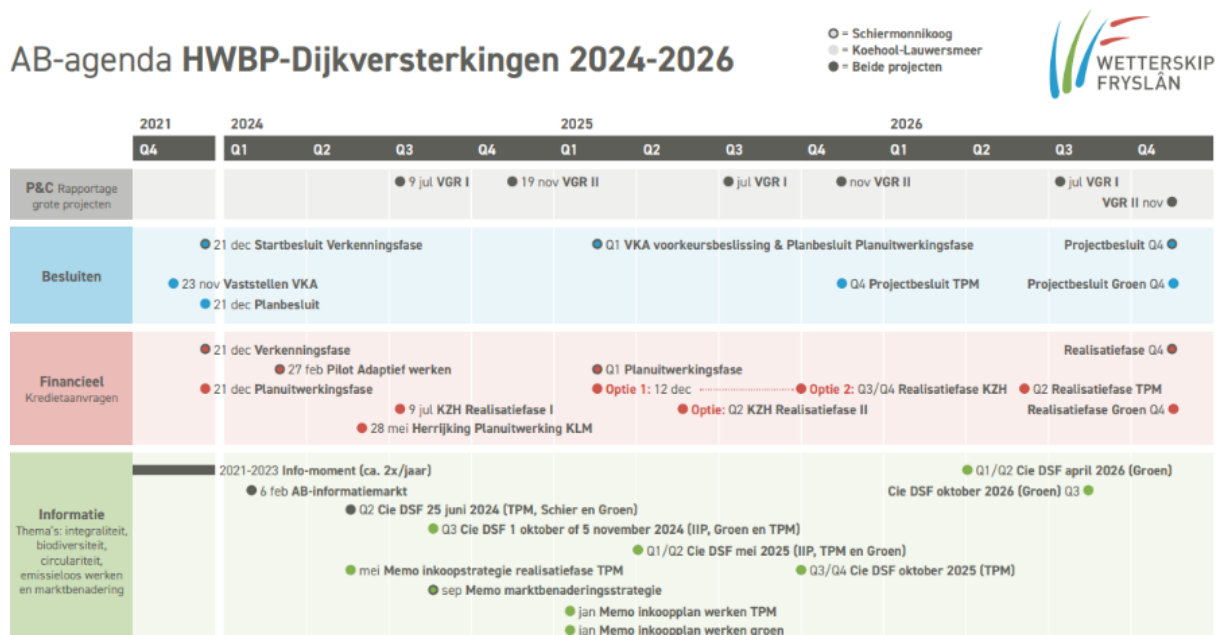 AB-agenda HWBP-Dijkversterkingen 2024-2026
= Schiermonnikoog
= Koehool-Lauwersmeer
= Beide projecten
WETTERSKIP
FRYSLÂN
2021 2024 2025 2026
Q4 Q1 Q2 Q3 Q4 Q1 Q2 Q3 Q4 Q1 Q2 Q3 Q4
P&C Rapportage
grote projecten
9 jul VGR I 19 nov VGR II jul VGR I nov VGR II jul VGR I
VGR II nov
Besluiten
21 dec Startbesluit Verkenningsfase Q1 VKA voorkeursbeslissing & Planbesluit Planuitwerkingsfase Projectbesluit Q4
23 nov Vaststellen VKA Q4 Projectbesluit TPM Projectbesluit Groen Q4
21 dec Planbesluit
Financieel
Kredietaanvragen
21 dec Verkenningsfase Realisatiefase Q4
27 feb Pilot Adaptief werken Q1 Planuitwerkingsfase
21 dec Planuitwerkingsfase Optie 1: 12 dec Optie 2: Q3/Q4 Realisatiefase KZH Q2 Realisatiefase TPM
9 jul KZH Realisatiefase I Optie: Q2 KZH Realisatiefase II Realisatiefase Groen Q4
28 mei Herrijking Planuitwerking KLM
Informatie
Thema's: integraliteit,
biodiversiteit,
circulariteit,
emissieloos werken
en marktbenadering
2021-2023 Info-moment (ca. 2x/jaar) Q1/Q2 Cie DSF april 2026 (Groen)
6 feb AB-informatiemarkt Cie DSF oktober 2026 (Groen) Q3
Q2 Cie DSF 25 juni 2024 (TPM, Schier en Groen)
Q3 Cie DSF 1 oktober of 5 november 2024 (IIP, Groen en TPM)
Q1/Q2 Cie DSF mei 2025 (IIP, TPM en Groen)
mei Memo inkoopstrategie realisatiefase TPM Q3/Q4 Cie DSF oktober 2025 (TPM)
sep Memo marktbenaderingsstrategie
jan Memo inkoopplan werken TPM
jan Memo inkoopplan werken groen